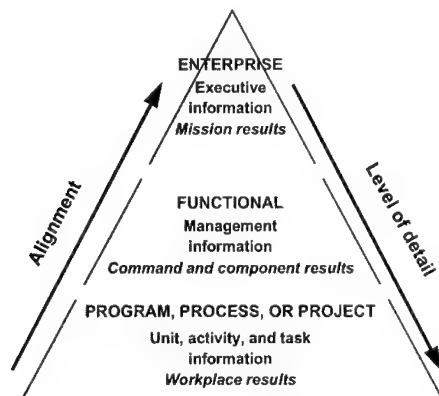 ENTERPRISE
Executive
information
Mission results
Alignment
Level of detail
FUNCTIONAL
Management
information
Command and component results
PROGRAM, PROCESS, OR PROJECT
Unit, activity, and task
information
Workplace results